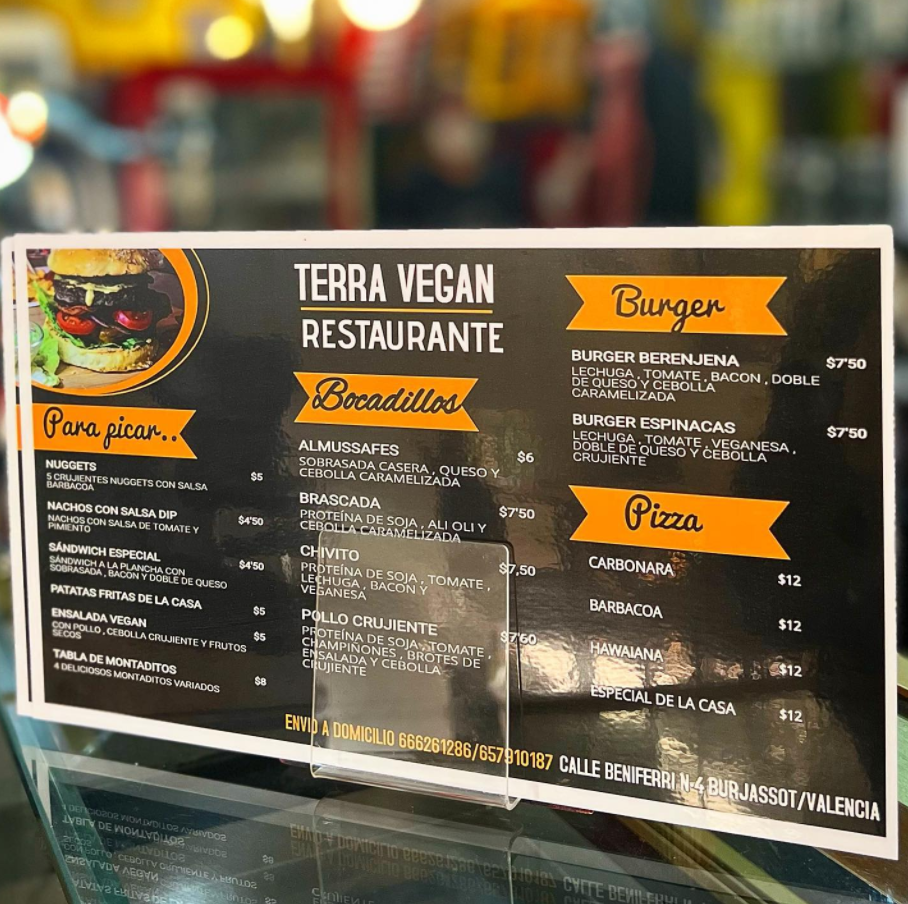 TERRA VEGAN
RESTAURANTE
Para picar..
NUGGETS
$5
5 CRUJIENTES NUGGETS CON SALSA
BARBACOA
NACHOS CON SALSA DIP
$4'50
NACHOS CON SALSA DE TOMATE Y
PIMIENTO
SÁNDWICH ESPECIAL
$4'50
SÁNDWICH A LA PLANCHA CON
SOBRASADA , BACON Y DOBLE DE QUESO
PATATAS FRITAS DE LA CASA
$5
ENSALADA VEGAN
$5
CON POLLO , CEBOLLA CRUJIENTE Y FRUTOS
SECOS
TABLA DE MONTADITOS
$8
4 DELICIOSOS MONTADITOS VARIADOS
Bocadillos
ALMUSSAFES
$6
SOBRASADA CASERA , QUESO Y
CEBOLLA CARAMELIZADA
BRASCADA
$7'50
PROTEÍNA DE SOJA , ALI OLI Y
CEBOLLA CARAMELIZADA
CHIVITO
$7,50
PROTEÍNA DE SOJA , TOMATE ,
LECHUGA , BACON Y
VEGANESA
POLLO CRUJIENTE
PROTEÍNA DE SOJA , TOMATE ,
CHAMPIÑONES , BROTES DE
ENSALADA Y CEBOLLA
CRUJIENTE
Burger
BURGER BERENJENA
$7'50
LECHUGA , TOMATE , BACON , DOBLE
DE QUESO Y CEBOLLA
CARAMELIZADA
BURGER ESPINACAS
$7'50
LECHUGA , TOMATE , VEGANESA ,
DOBLE DE QUESO Y CEBOLLA
CRUJIENTE
Pizza
CARBONARA
$12
BARBACOA
$12
HAWAIANA
$12
ESPECIAL DE LA CASA
$12
ENVIO A DOMICILIO 666261286/657910187 CALLE BENIFERRI N-4 BURJASSOT/VALENCIA